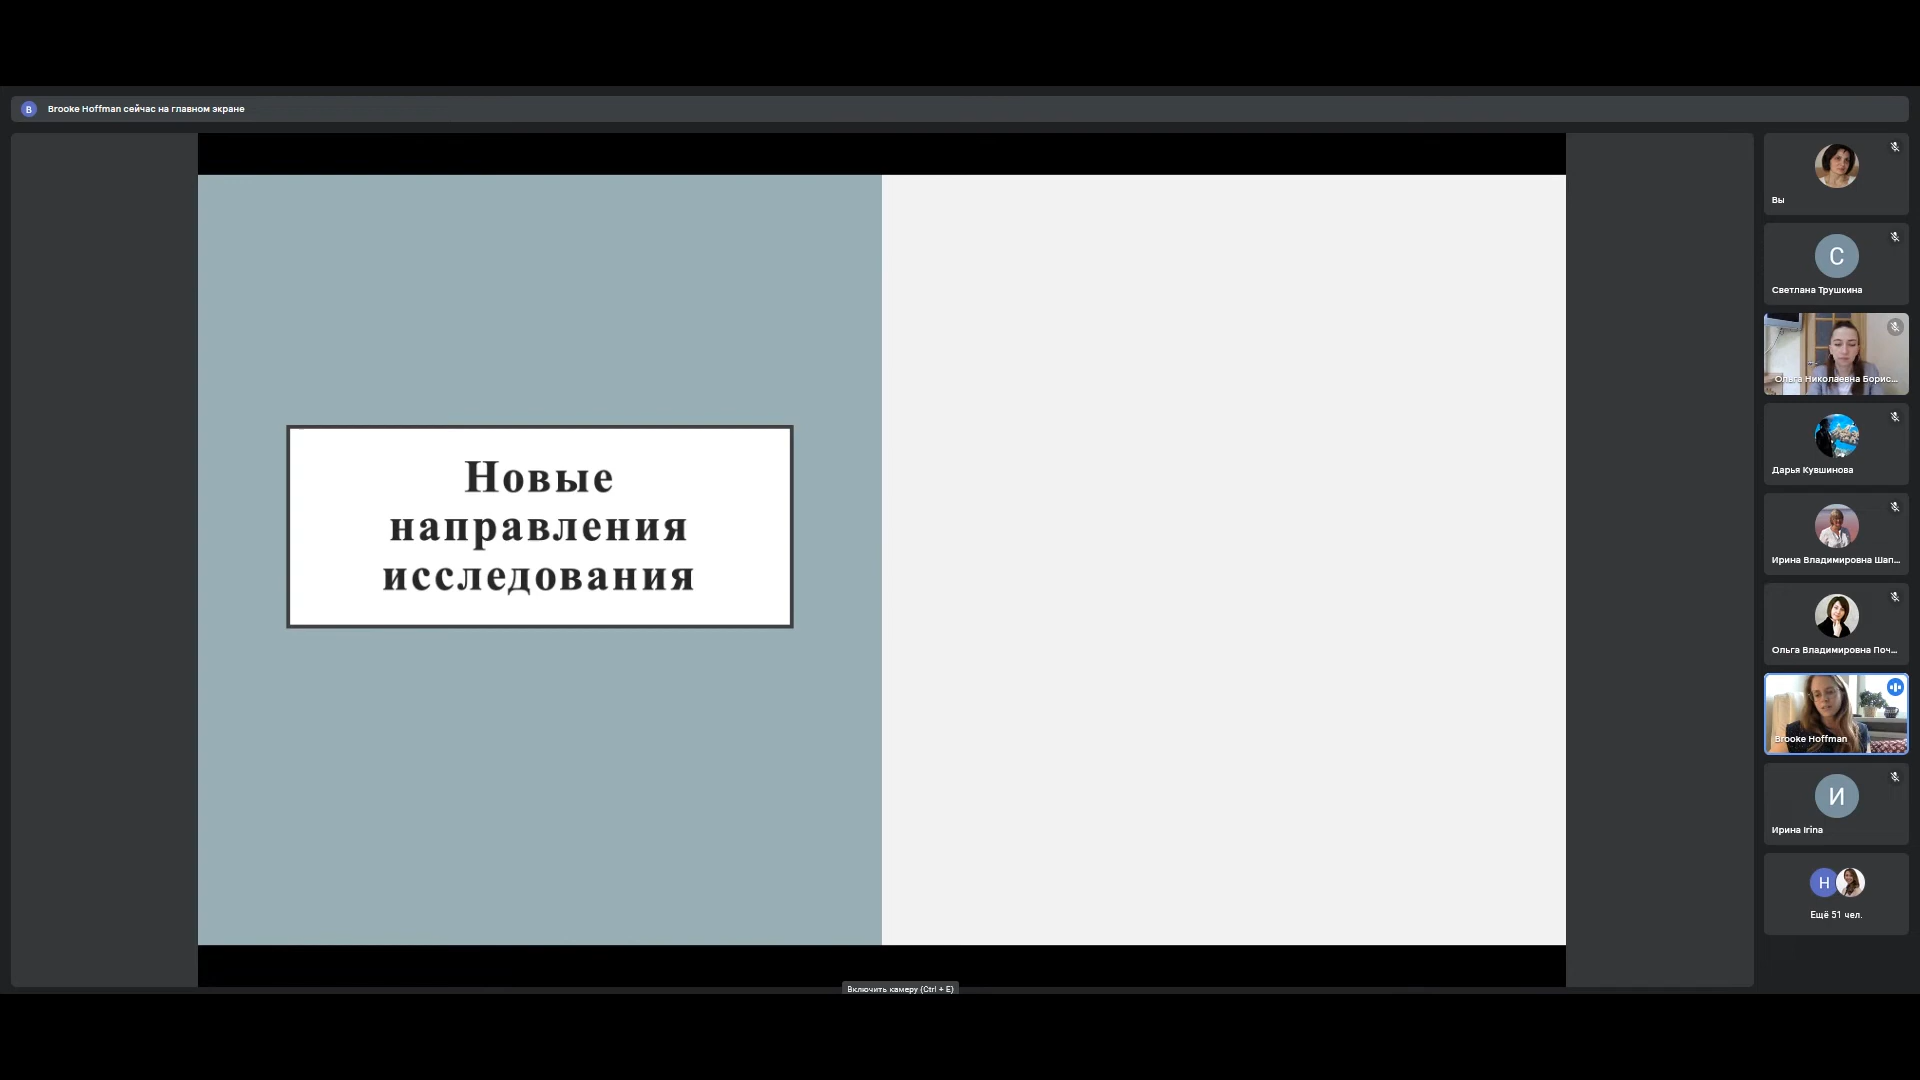 B
Brooke Hoffman сейчас на главном экране
Новые
направления
исследования
Вы
С
Светлана Трушкина
Ольга Николаевна Борис...
Дарья Кувшинова
Ирина Владимировна Шап...
Ольга Владимировна Поч...
Brooke Hoffman
И
Ирина Irina
Н
Ещё 51 чел.
Включить камеру (Ctrl + E)